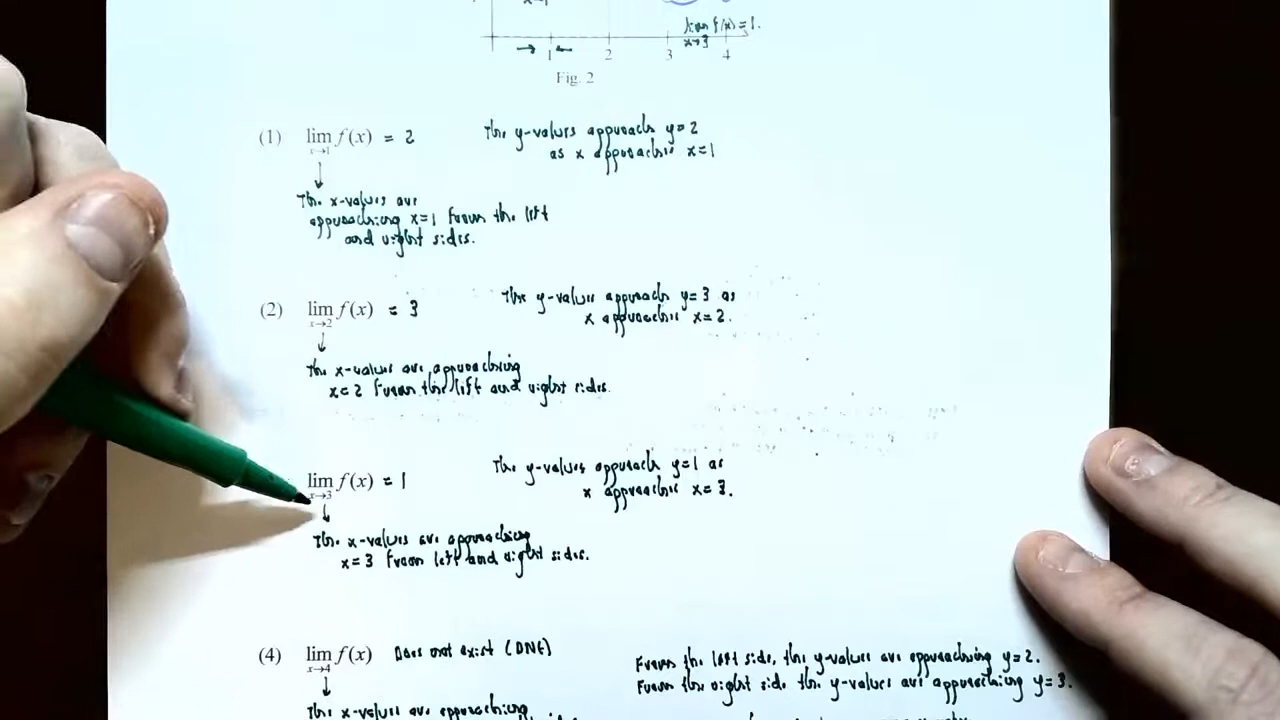 lim f(x) = 1.
x→3
1 2 3 4
Fig. 2
(1) lim f(x) = 2 The y-values approach y=2
x→1 as x approaches x=1
The x-values are
approaching x=1 from the left
and right sides.
(2) lim f(x) = 3 The y-values approach y=3 as
x→2 x approaches x=2.
The x-values are approaching
x=2 from the left and right sides.
lim f(x) = 1 The y-values approach y=1 as
x→3 x approaches x=3.
The x-values are approaching
x=3 from left and right sides.
(4) lim f(x) Does not exist (DNE) From the left side, the y-values are approaching y=2.
x→4 From the right side the y-values are approaching y=3.
The x-values are approaching